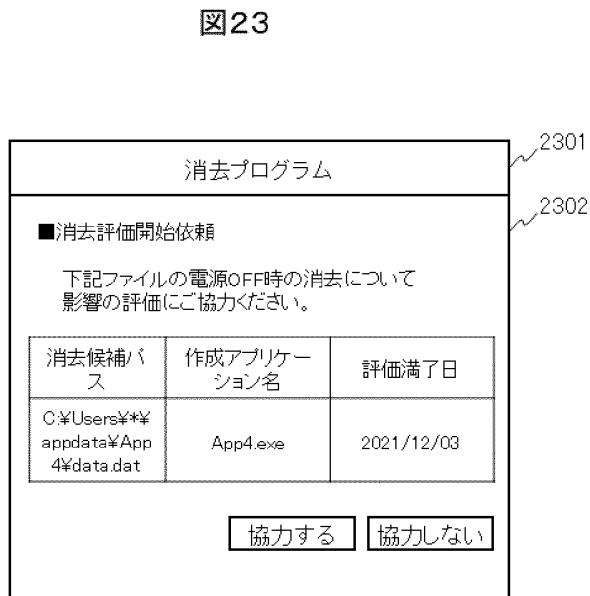 図23
2301
消去プログラム
2302
■消去評価開始依頼
下記ファイルの電源OFF時の消去について
影響の評価にご協力ください。
消去候補パ
ス
作成アプリケー
ション名
評価満了日
C:¥Users¥*¥
appdata¥App
4¥data.dat
App4.exe
2021/12/03
協力する
協力しない